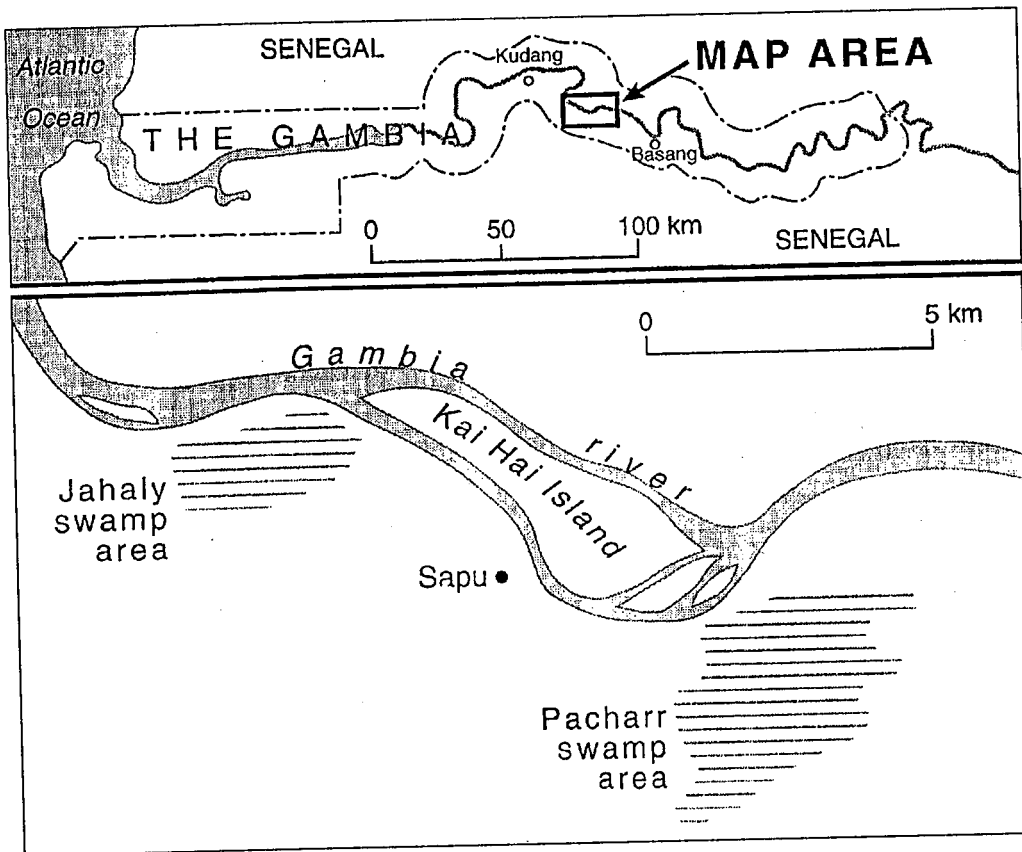 Atlantic
Ocean
SENEGAL
Kudang
MAP AREA
THE GAMBIA
Basang
0 50 100 km
SENEGAL
0 5 km
Gambia river
Kai Hai Island
Jahaly
swamp
area
Sapu
Pacharr
swamp
area